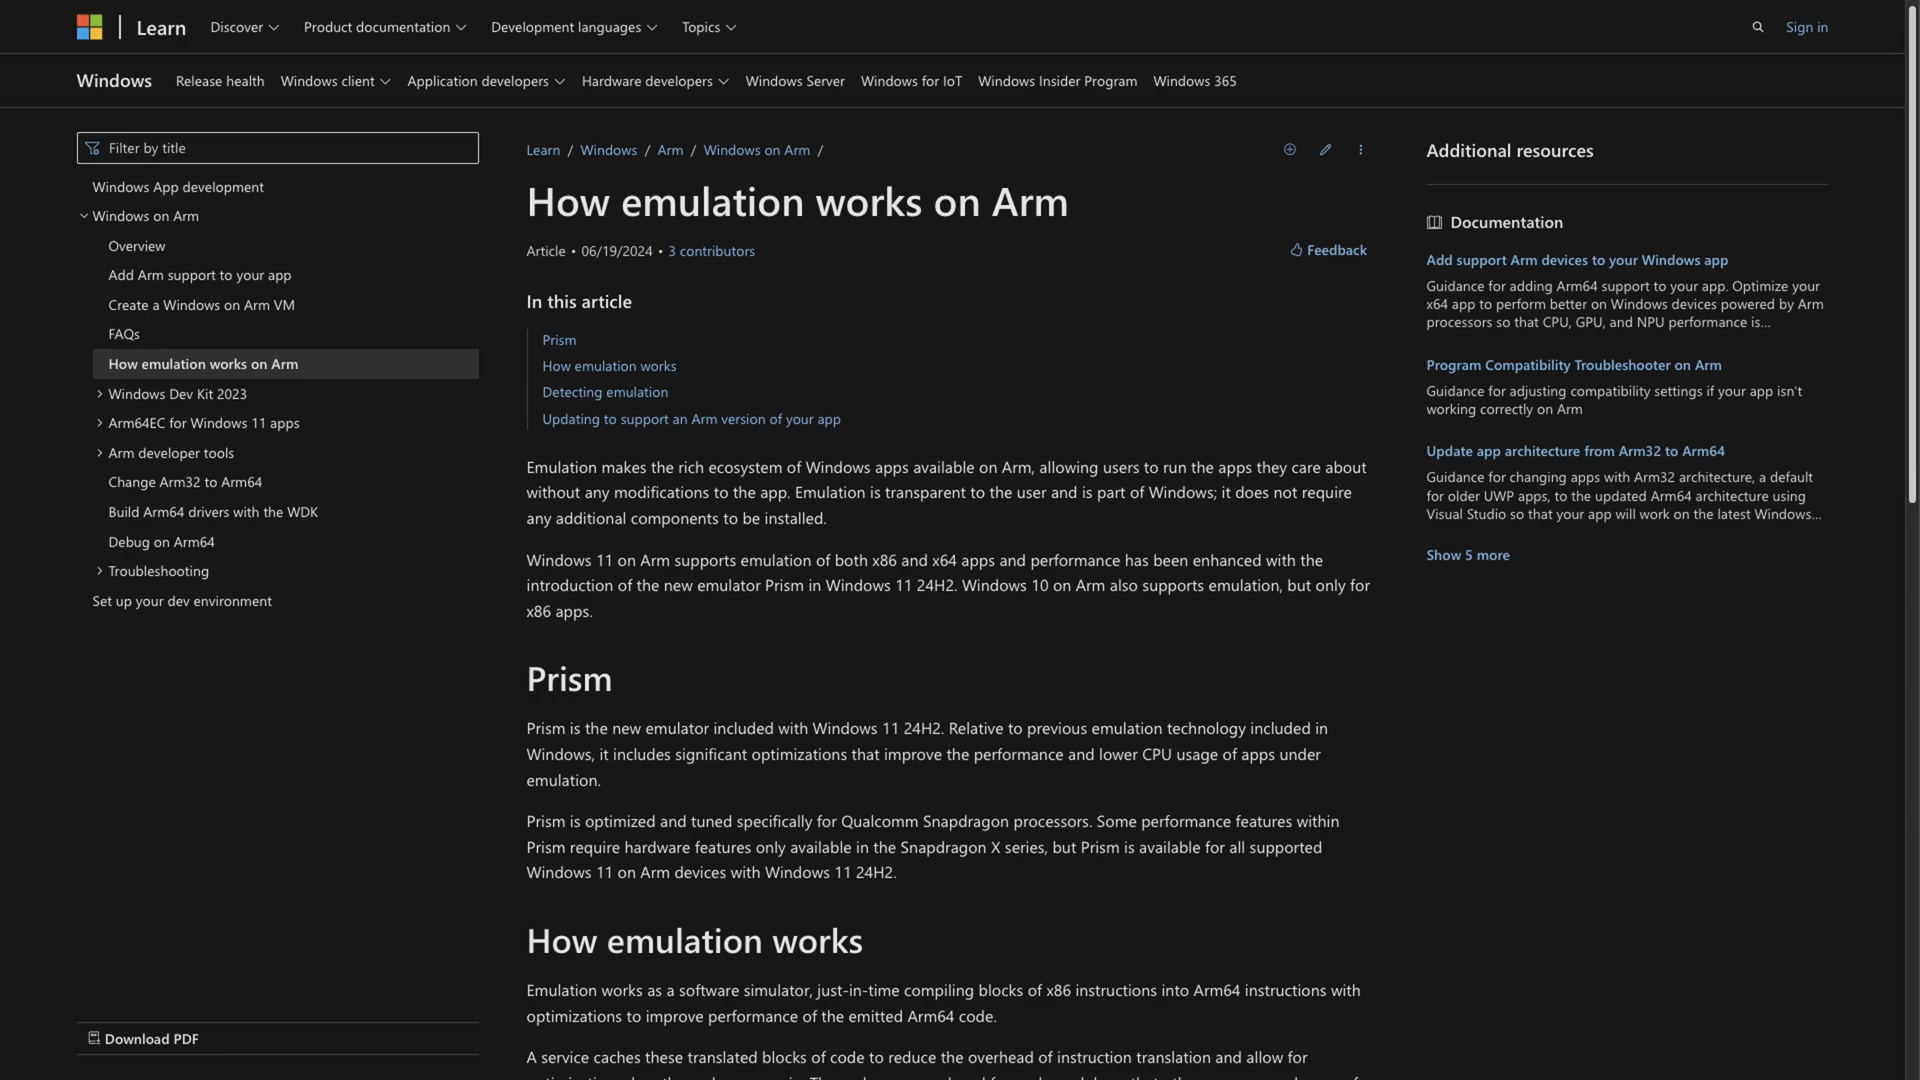 Learn
Discover
Product documentation
Development languages
Topics
Sign in
Windows
Release health
Windows client
Application developers
Hardware developers
Windows Server
Windows for IoT
Windows Insider Program
Windows 365
Filter by title
Windows App development
Windows on Arm
Overview
Add Arm support to your app
Create a Windows on Arm VM
FAQs
How emulation works on Arm
Windows Dev Kit 2023
Arm64EC for Windows 11 apps
Arm developer tools
Change Arm32 to Arm64
Build Arm64 drivers with the WDK
Debug on Arm64
Troubleshooting
Set up your dev environment
Download PDF
Learn / Windows / Arm / Windows on Arm /
How emulation works on Arm
Article • 06/19/2024 • 3 contributors
Feedback
In this article
Prism
How emulation works
Detecting emulation
Updating to support an Arm version of your app
Emulation makes the rich ecosystem of Windows apps available on Arm, allowing users to run the apps they care about
without any modifications to the app. Emulation is transparent to the user and is part of Windows; it does not require
any additional components to be installed.
Windows 11 on Arm supports emulation of both x86 and x64 apps and performance has been enhanced with the
introduction of the new emulator Prism in Windows 11 24H2. Windows 10 on Arm also supports emulation, but only for
x86 apps.
Prism
Prism is the new emulator included with Windows 11 24H2. Relative to previous emulation technology included in
Windows, it includes significant optimizations that improve the performance and lower CPU usage of apps under
emulation.
Prism is optimized and tuned specifically for Qualcomm Snapdragon processors. Some performance features within
Prism require hardware features only available in the Snapdragon X series, but Prism is available for all supported
Windows 11 on Arm devices with Windows 11 24H2.
How emulation works
Emulation works as a software simulator, just-in-time compiling blocks of x86 instructions into Arm64 instructions with
optimizations to improve performance of the emitted Arm64 code.
A service caches these translated blocks of code to reduce the overhead of instruction translation and allow for
Additional resources
Documentation
Add support Arm devices to your Windows app
Guidance for adding Arm64 support to your app. Optimize your
x64 app to perform better on Windows devices powered by Arm
processors so that CPU, GPU, and NPU performance is...
Program Compatibility Troubleshooter on Arm
Guidance for adjusting compatibility settings if your app isn't
working correctly on Arm
Update app architecture from Arm32 to Arm64
Guidance for changing apps with Arm32 architecture, a default
for older UWP apps, to the updated Arm64 architecture using
Visual Studio so that your app will work on the latest Windows...
Show 5 more